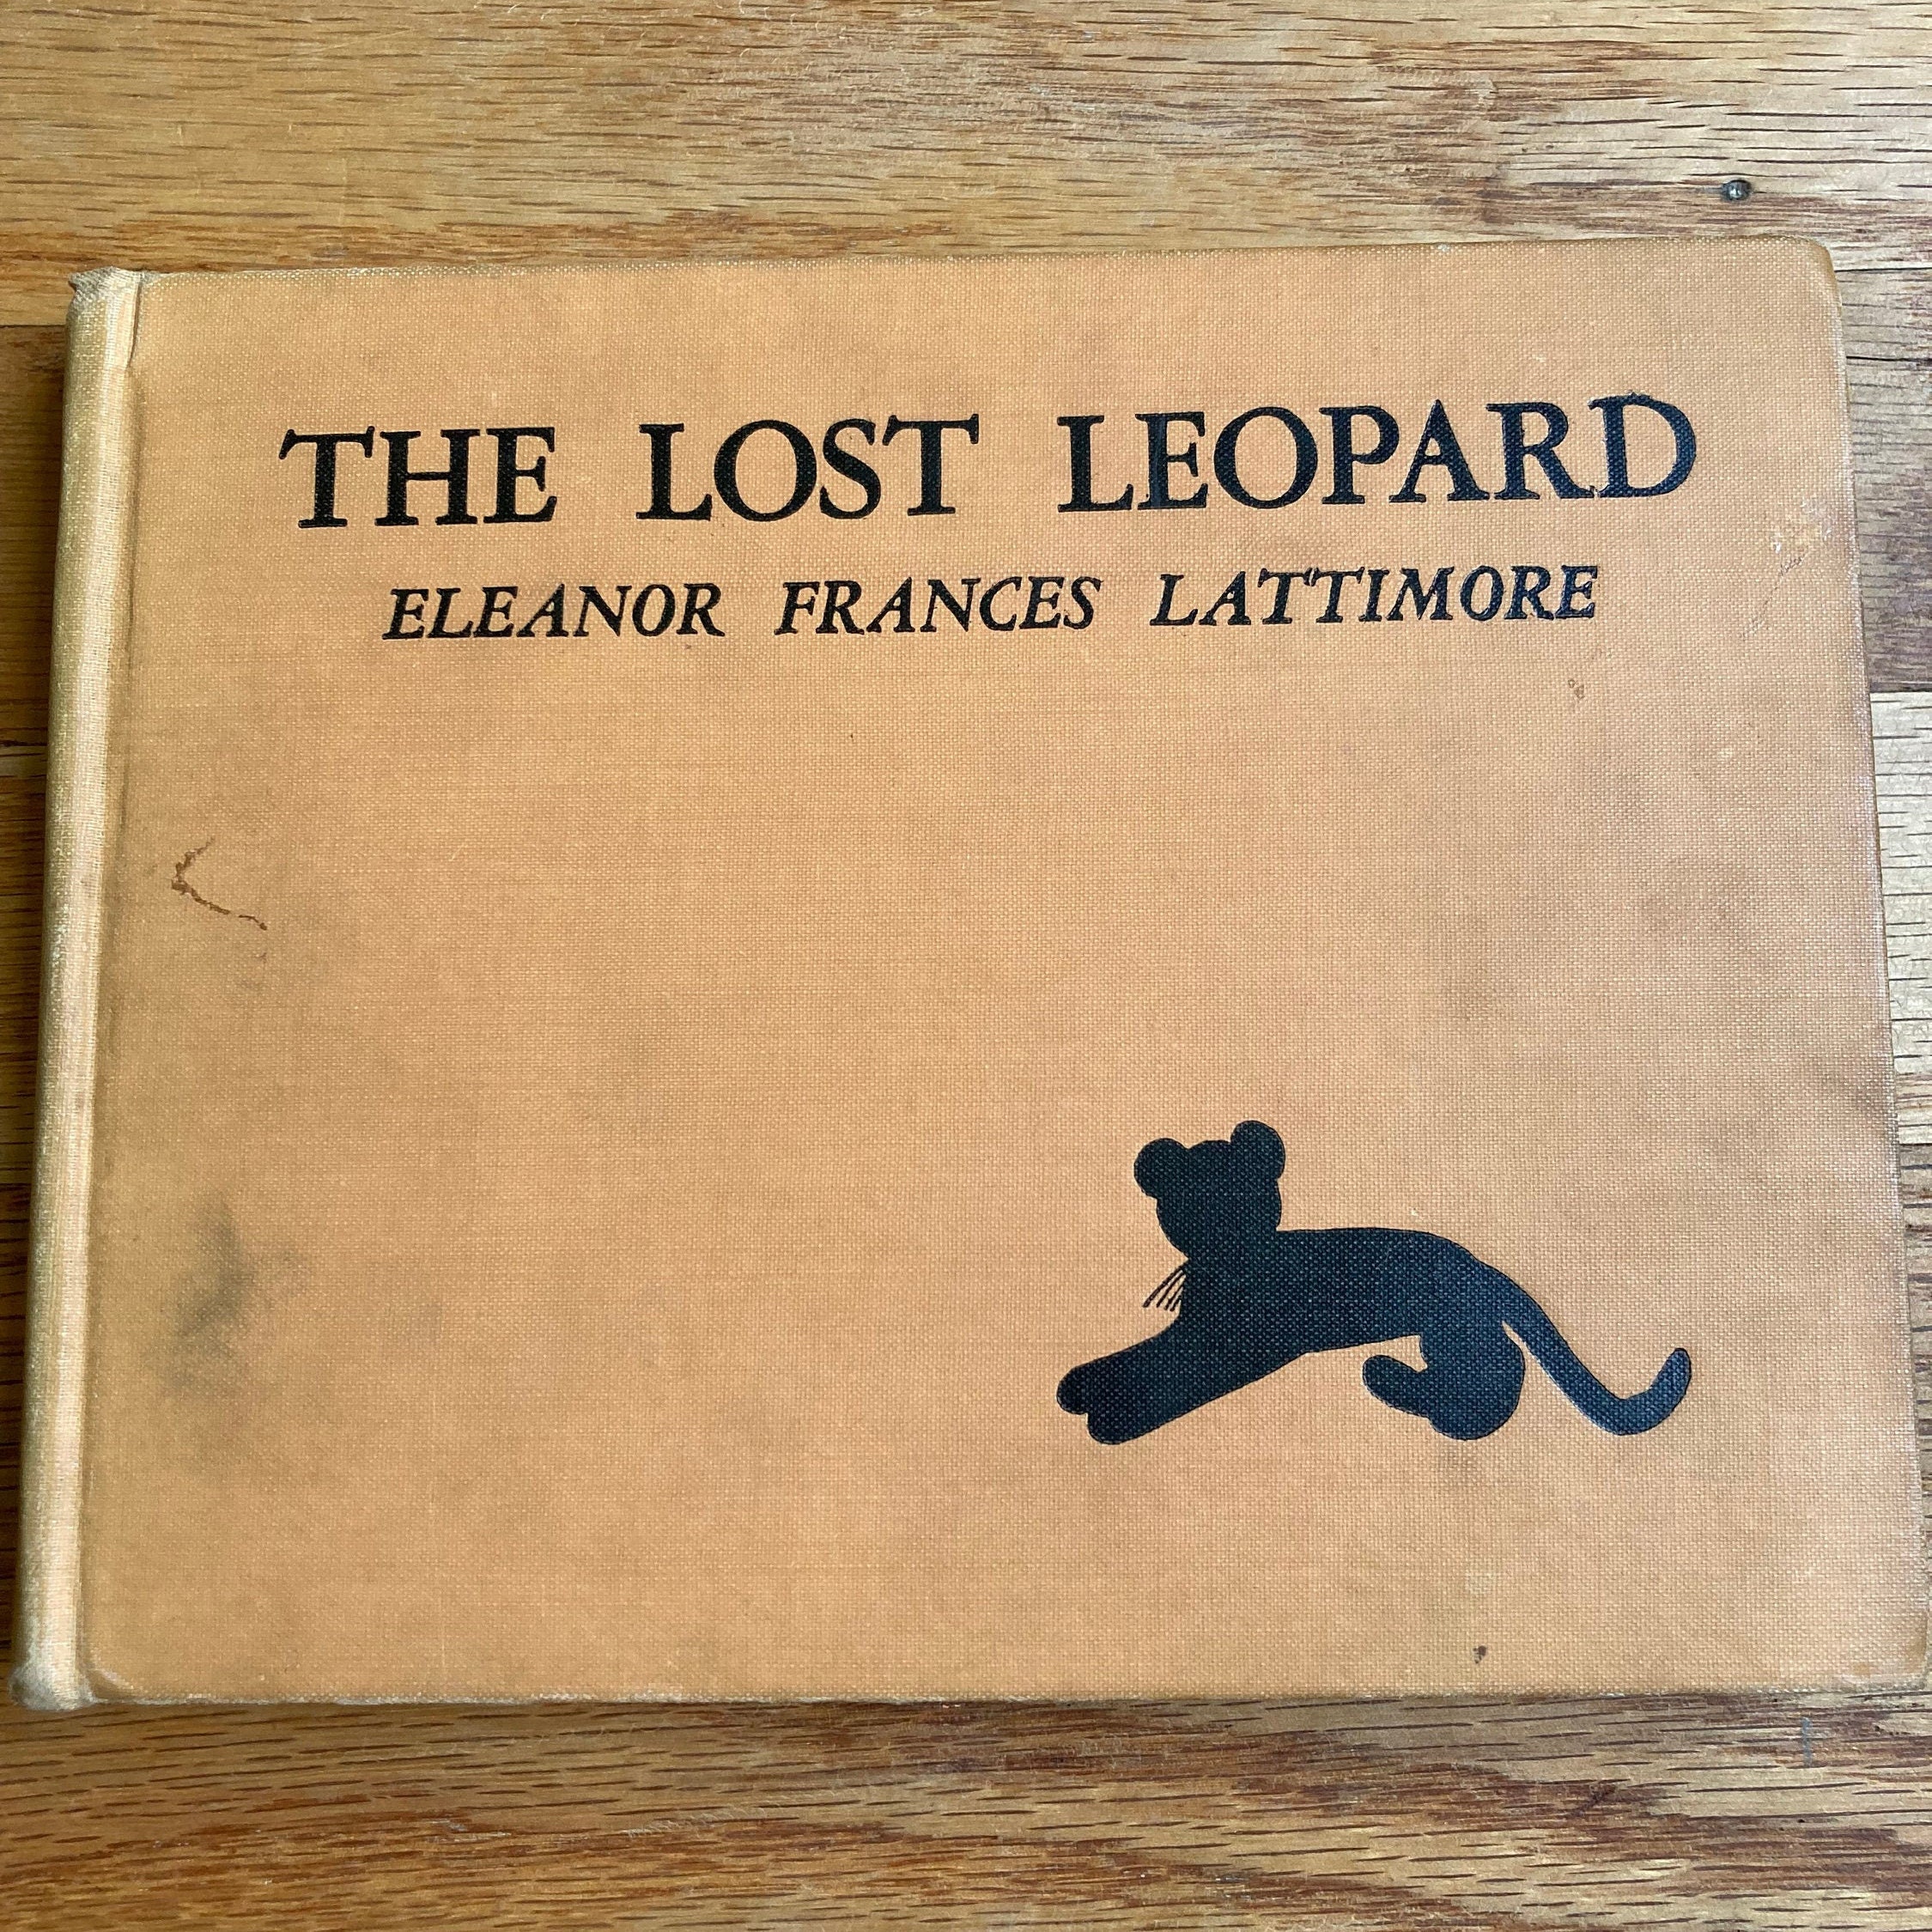 THE LOST LEOPARD
ELEANOR FRANCES LATTIMORE